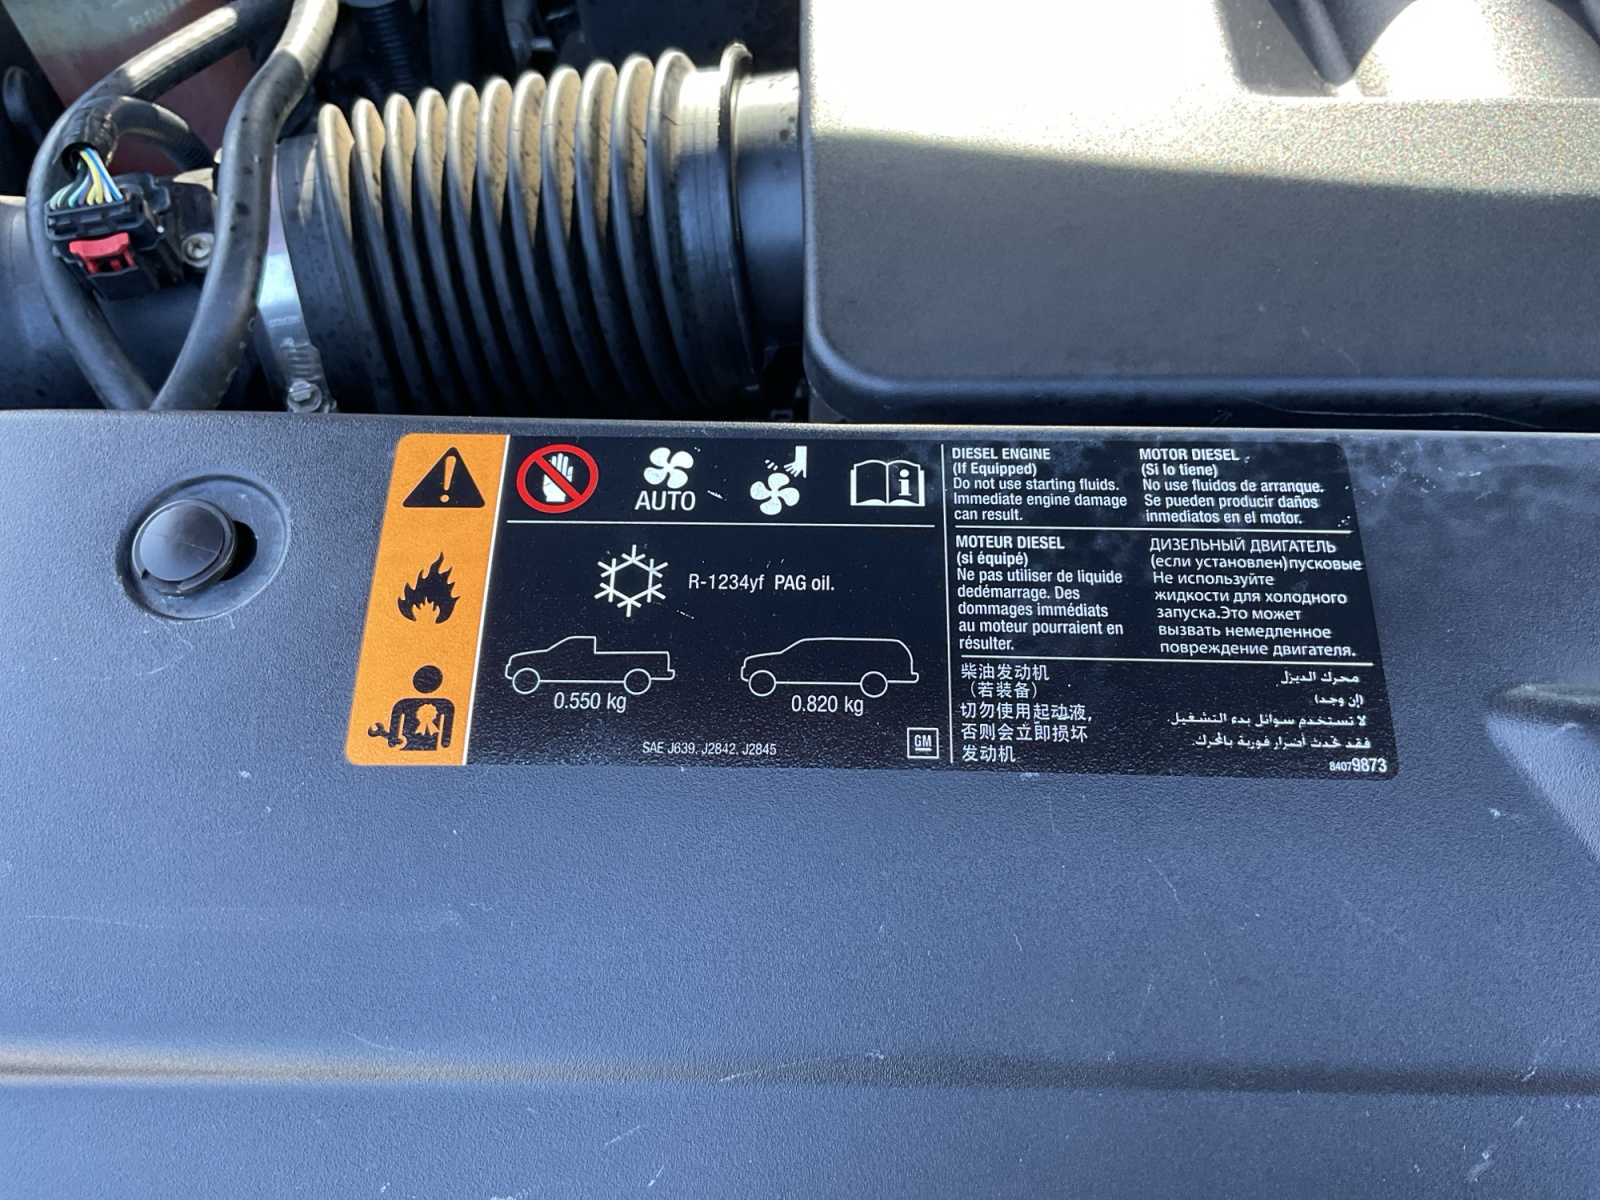 AUTO
R-1234yf PAG oil.
0.550 kg
0.820 kg
SAE J639, J2842, J2845
GM
DIESEL ENGINE
(If Equipped)
Do not use starting fluids.
Immediate engine damage
can result.
MOTOR DIESEL
(Si lo tiene)
No use fluidos de arranque.
Se pueden producir daños
inmediatos en el motor.
MOTEUR DIESEL
(si équipé)
Ne pas utiliser de liquide
dedémarrage. Des
dommages immédiats
au moteur pourraient en
résulter.
ДИЗЕЛЬНЫЙ ДВИГАТЕЛЬ
(если установлен)пусковые
Не используйте
жидкости для холодного
запуска.Это может
вызвать немедленное
повреждение двигателя.
柴油发动机
（若装备）
切勿使用起动液,
否则会立即损坏
发动机
محرك الديزل
(إن وجد)
لا تستخدم سوائل بدء التشغيل
فقد تحدث أضرار فورية بالمحرك.
84079873